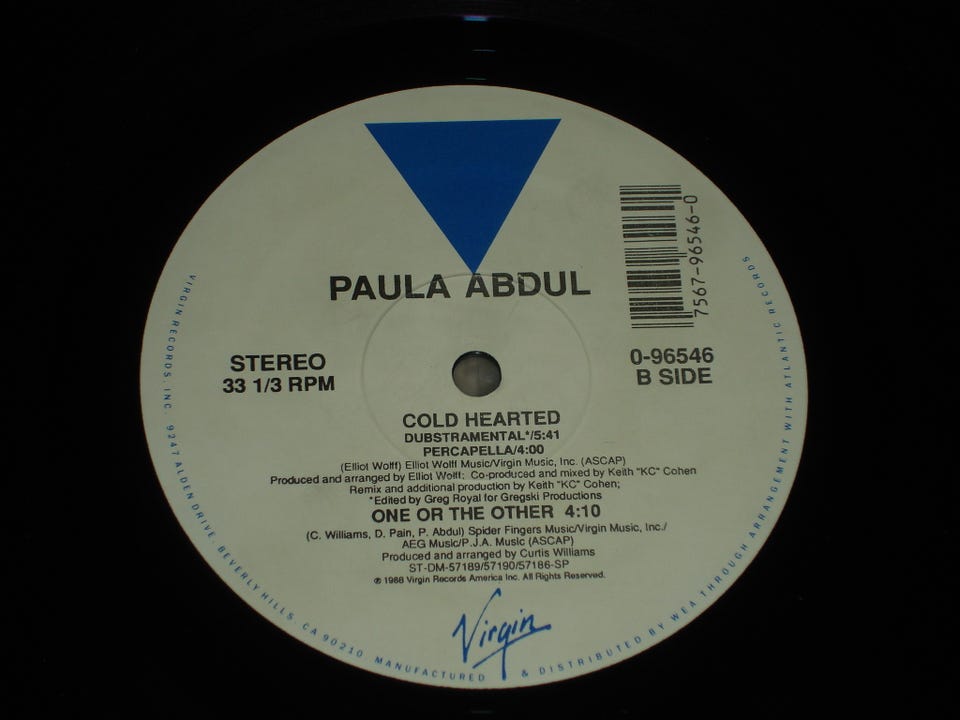 PAULA ABDUL
7567-96546-0
STEREO
33 1/3 RPM
0-96546
B SIDE
COLD HEARTED
DUBSTRAMENTAL*/5:41
PERCAPELLA/4:00
(Elliot Wolff) Elliot Wolff Music/Virgin Music, Inc. (ASCAP)
Produced and arranged by Elliot Wolff; Co-produced and mixed by Keith "KC" Cohen
Remix and additional production by Keith "KC" Cohen;
*Edited by Greg Royal for Gregski Productions
ONE OR THE OTHER 4:10
(C. Williams, D. Pain, P. Abdul) Spider Fingers Music/Virgin Music, Inc./
AEG Music/P.J.A. Music (ASCAP)
Produced and arranged by Curtis Williams
ST-DM-57189/57190/57186-SP
℗ 1988 Virgin Records America Inc. All Rights Reserved.
Virgin
VIRGIN RECORDS, INC. 9247 ALDEN DRIVE, BEVERLY HILLS, CA 90210. MANUFACTURED & DISTRIBUTED BY WEA THROUGH ARRANGEMENT WITH ATLANTIC RECORDS